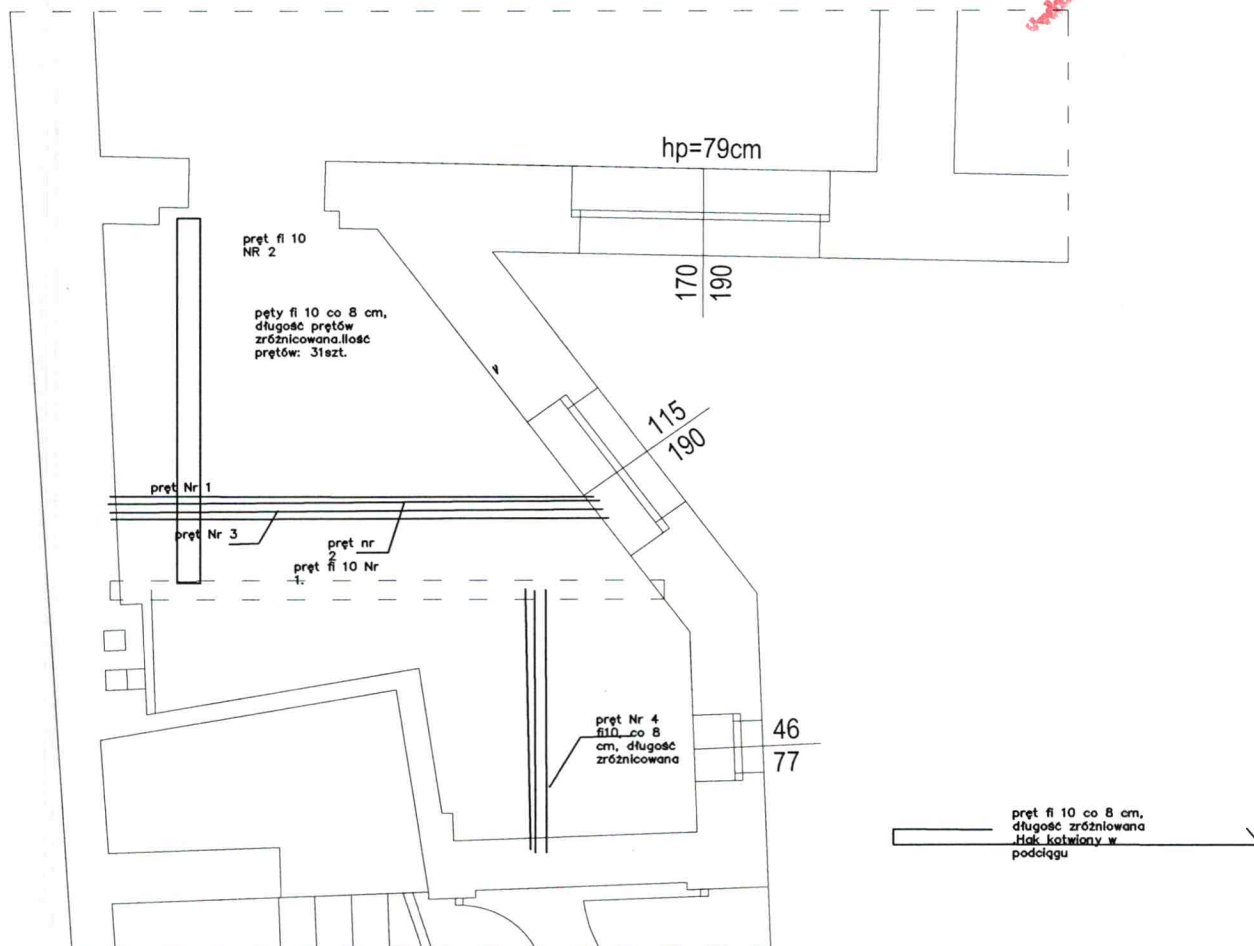 hp=79cm
pręt fi 10
NR 2
170
190
pęty fi 10 co 8 cm,
długość prętów
zróżnicowana.Ilość
prętów: 31szt.
115
190
pręt Nr 1
pręt Nr 3
pręt nr
2
pręt fi 10 Nr
1.
pręt Nr 4
fi10, co 8
cm, długość
zróżnicowana
46
77
pręt fi 10 co 8 cm,
długość zróżniowana
.Hak kotwiony w
podciągu